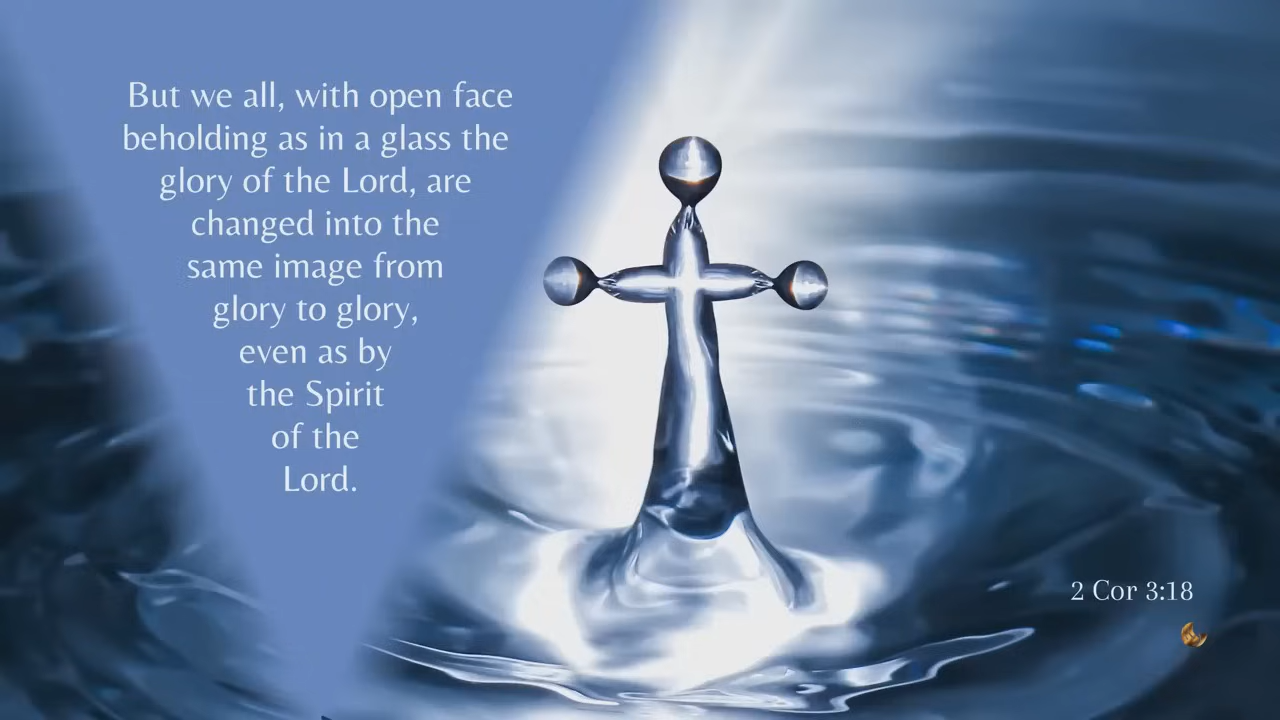 But we all, with open face
beholding as in a glass the
glory of the Lord, are
changed into the
same image from
glory to glory,
even as by
the Spirit
of the
Lord.
2 Cor 3:18